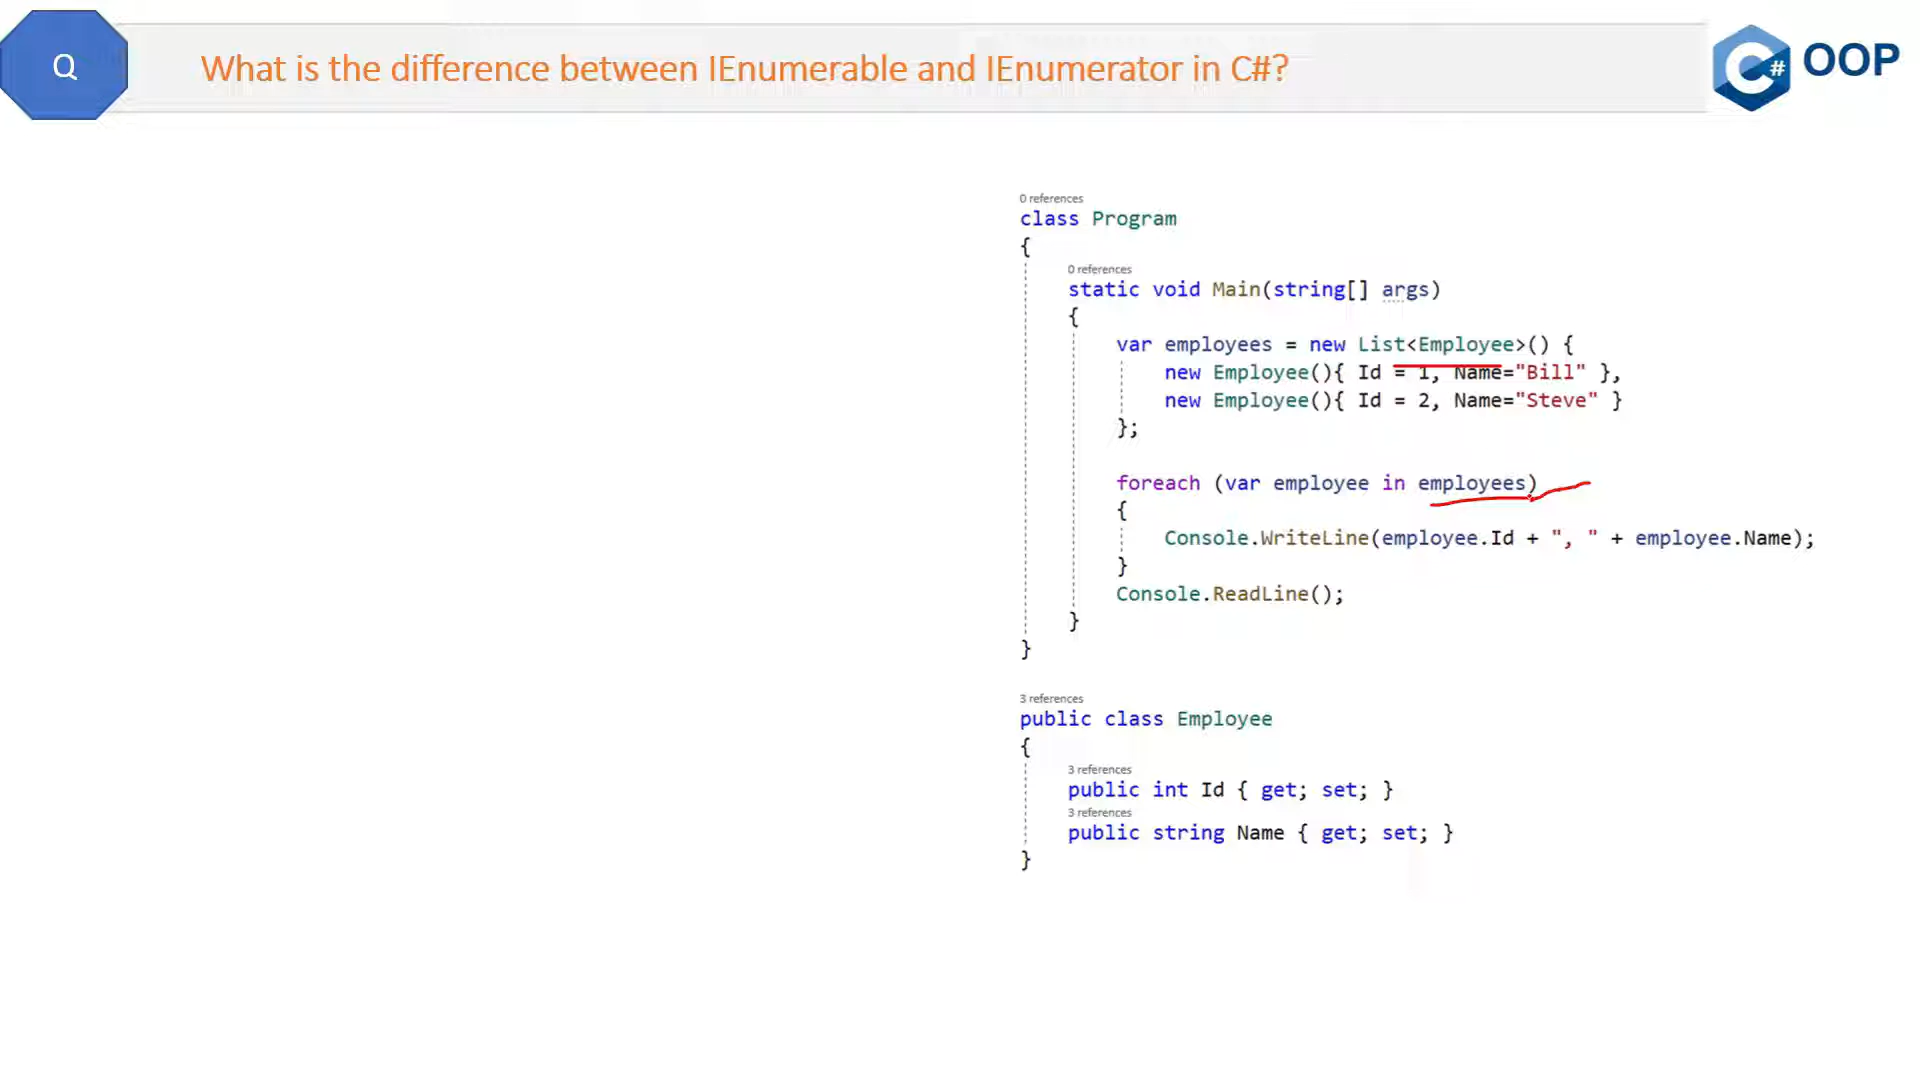 Q
What is the difference between IEnumerable and IEnumerator in C#?
C# OOP
0 references
class Program
{
0 references
static void Main(string[] args)
{
var employees = new List<Employee>() {
new Employee(){ Id = 1, Name="Bill" },
new Employee(){ Id = 2, Name="Steve" }
};
foreach (var employee in employees)
{
Console.WriteLine(employee.Id + ", " + employee.Name);
}
Console.ReadLine();
}
}
3 references
public class Employee
{
3 references
public int Id { get; set; }
3 references
public string Name { get; set; }
}